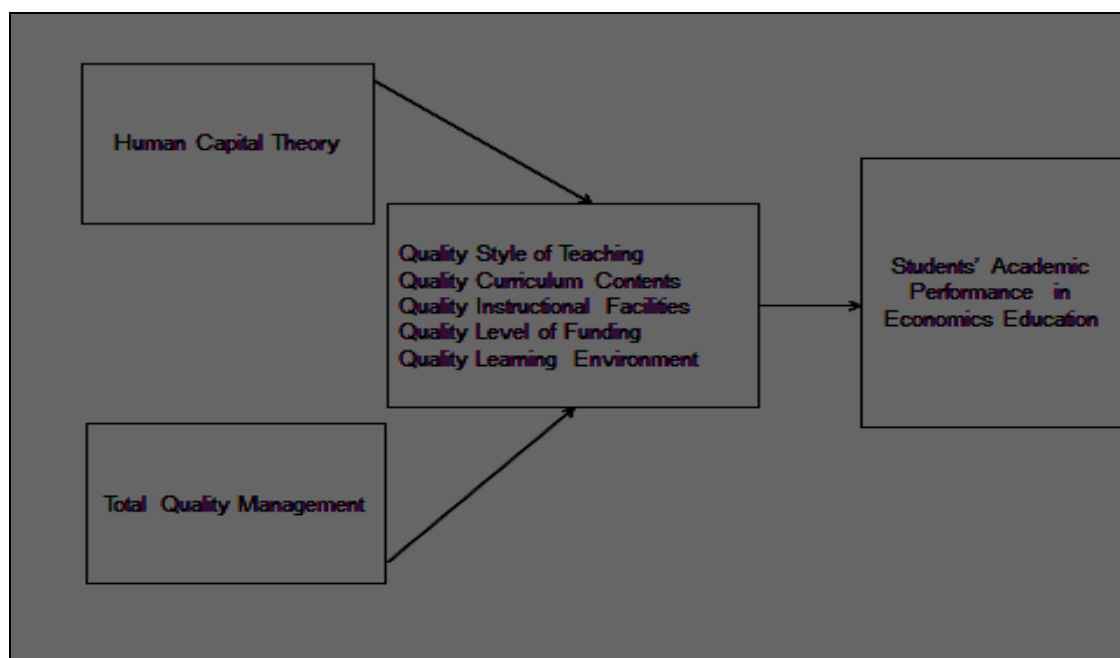 Human Capital Theory
Quality Style of Teaching
Quality Curriculum Contents
Quality Instructional Facilities
Quality Level of Funding
Quality Learning Environment
Students’ Academic
Performance in
Economics Education
Total Quality Management